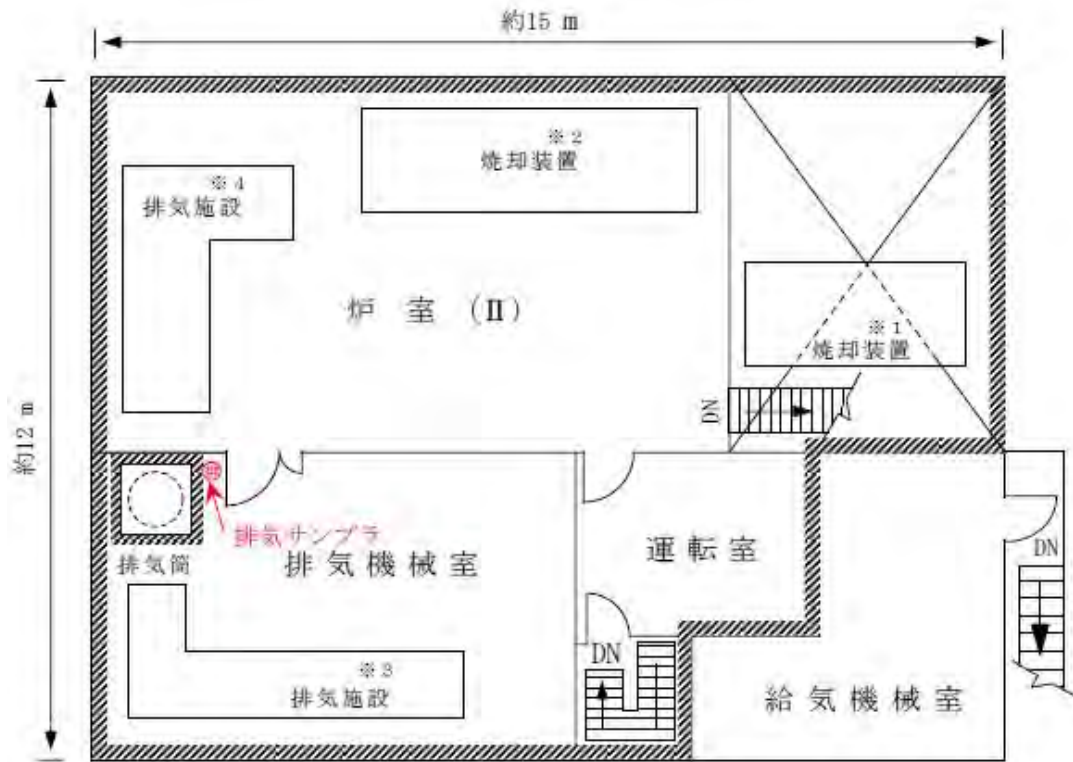 約15 m
※2
焼却装置
※4
排気施設
炉 室 (Ⅱ)
※1
焼却装置
DN
約12 m
排気サンプラ
排気筒
排気機械室
運転室
DN
DN
※3
排気施設
給気機械室